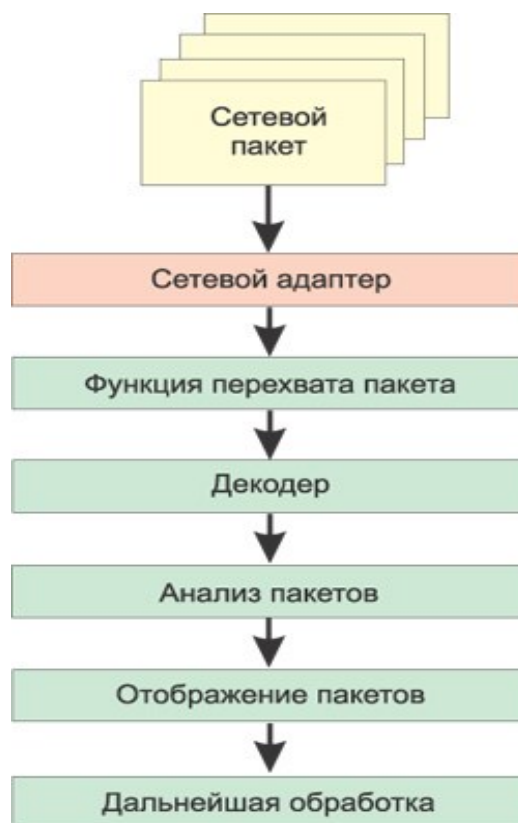 Сетевой
пакет
Сетевой адаптер
Функция перехвата пакета
Декодер
Анализ пакетов
Отображение пакетов
Дальнейшая обработка